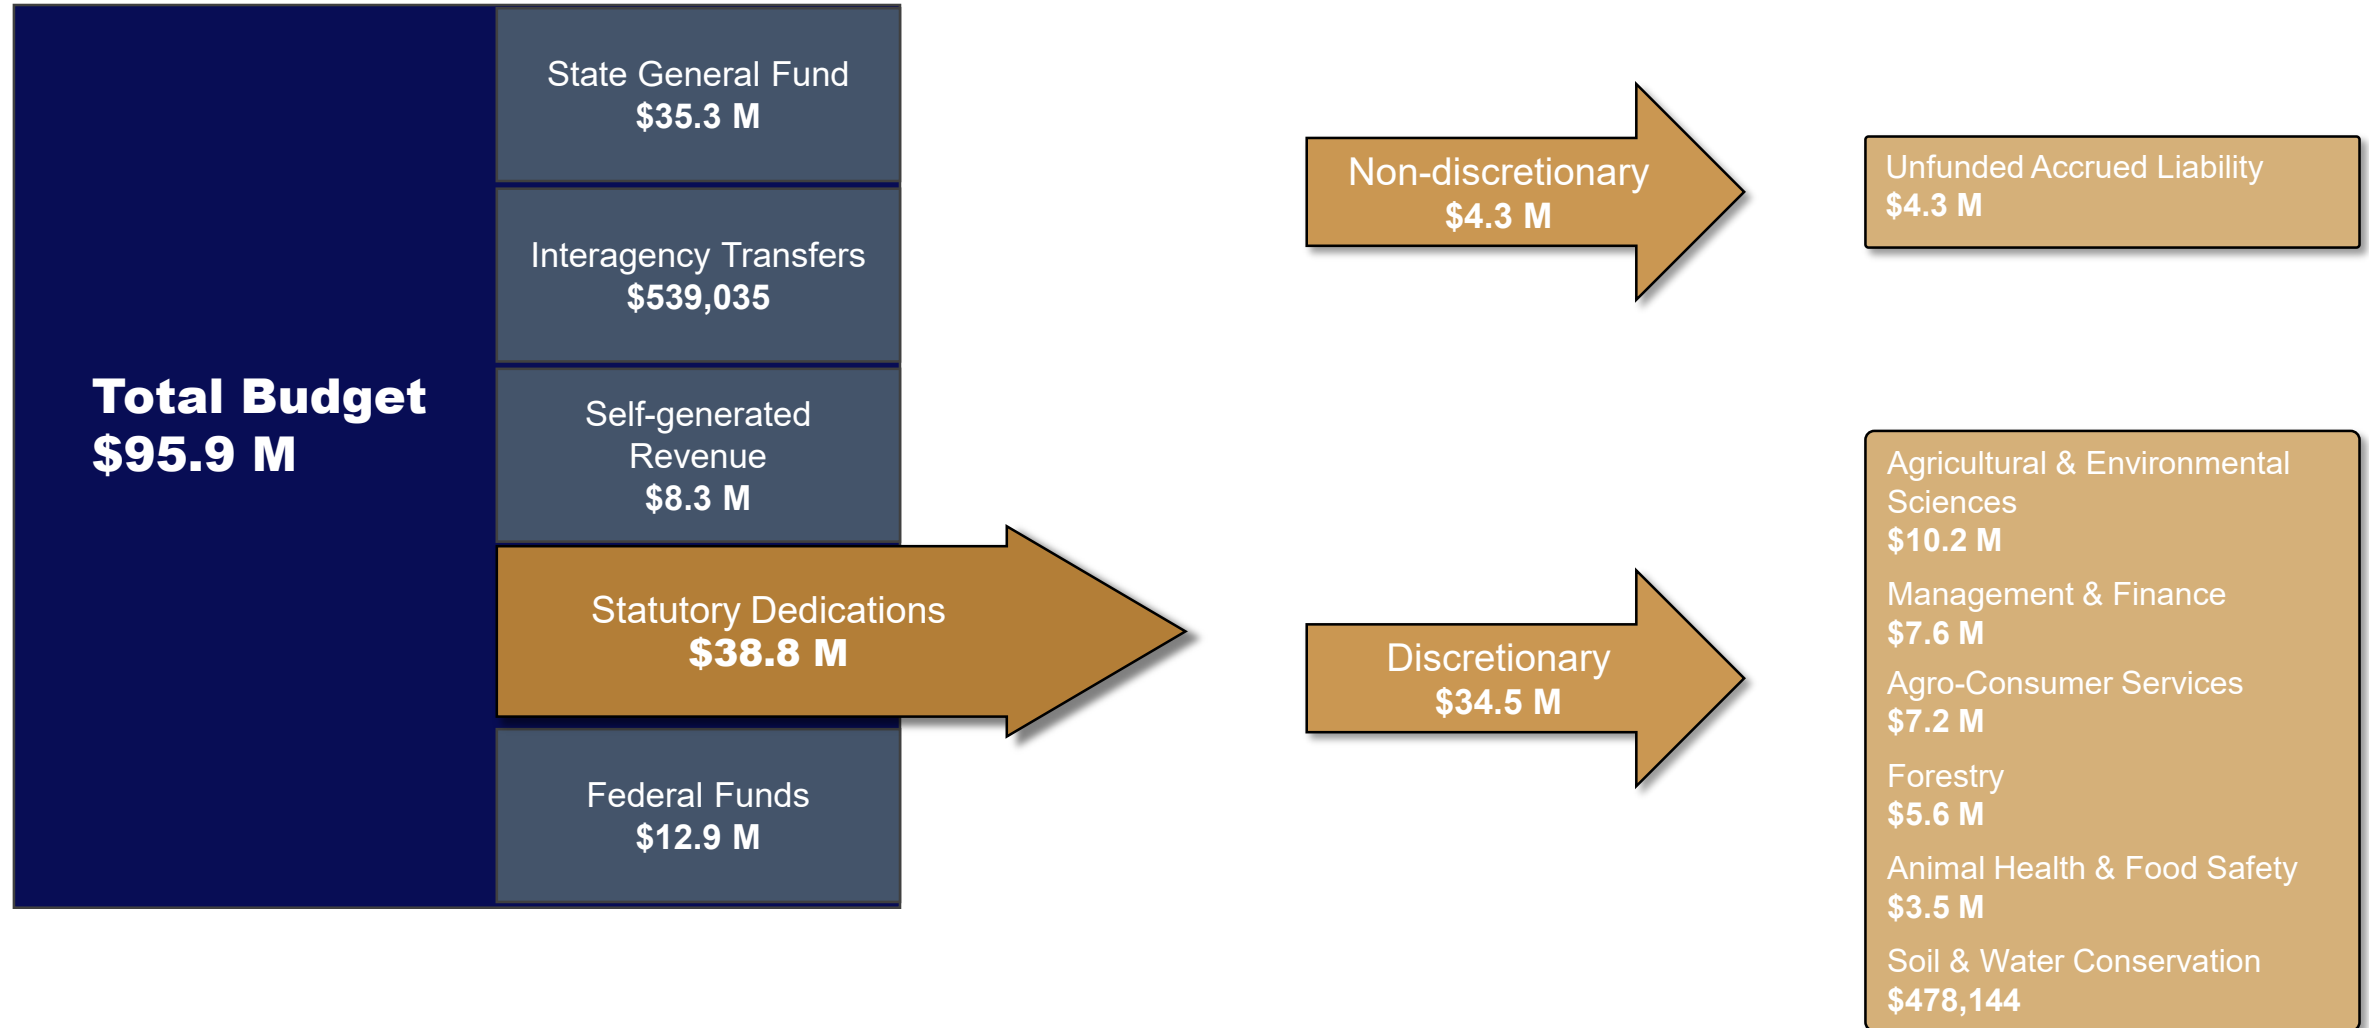 Total Budget
$95.9 M
State General Fund
$35.3 M
Interagency Transfers
$539,035
Self-generated
Revenue
$8.3 M
Statutory Dedications
$38.8 M
Federal Funds
$12.9 M
Non-discretionary
$4.3 M
Unfunded Accrued Liability
$4.3 M
Discretionary
$34.5 M
Agricultural & Environmental
Sciences
$10.2 M
Management & Finance
$7.6 M
Agro-Consumer Services
$7.2 M
Forestry
$5.6 M
Animal Health & Food Safety
$3.5 M
Soil & Water Conservation
$478,144